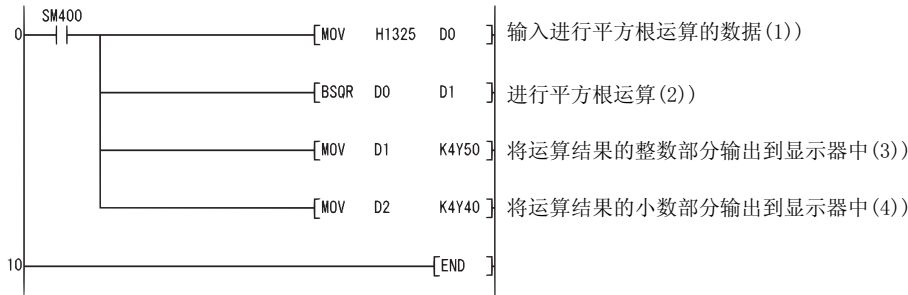 SM400
0 MOV H1325 D0 输入进行平方根运算的数据(1))
BSQR D0 D1 进行平方根运算(2))
MOV D1 K4Y50 将运算结果的整数部分输出到显示器中(3))
MOV D2 K4Y40 将运算结果的小数部分输出到显示器中(4))
10 END